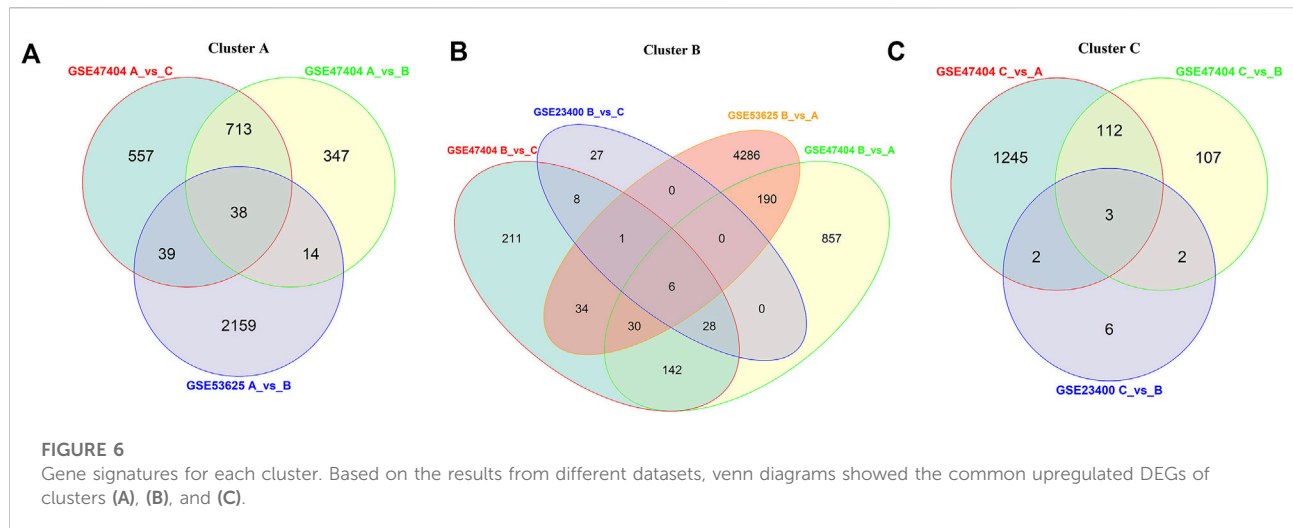 A
Cluster A
GSE47404 A_vs_C
GSE47404 A_vs_B
713
557
347
38
39
14
2159
GSE53625 A_vs_B
B
Cluster B
GSE23400 B_vs_C
GSE53625 B_vs_A
GSE47404 B_vs_C
GSE47404 B_vs_A
27
4286
0
8
190
211
1
0
857
6
34
0
30
28
142
C
Cluster C
GSE47404 C_vs_A
GSE47404 C_vs_B
112
1245
107
3
2
2
6
GSE23400 C_vs_B
FIGURE 6
Gene signatures for each cluster. Based on the results from different datasets, venn diagrams showed the common upregulated DEGs of
clusters (A), (B), and (C).